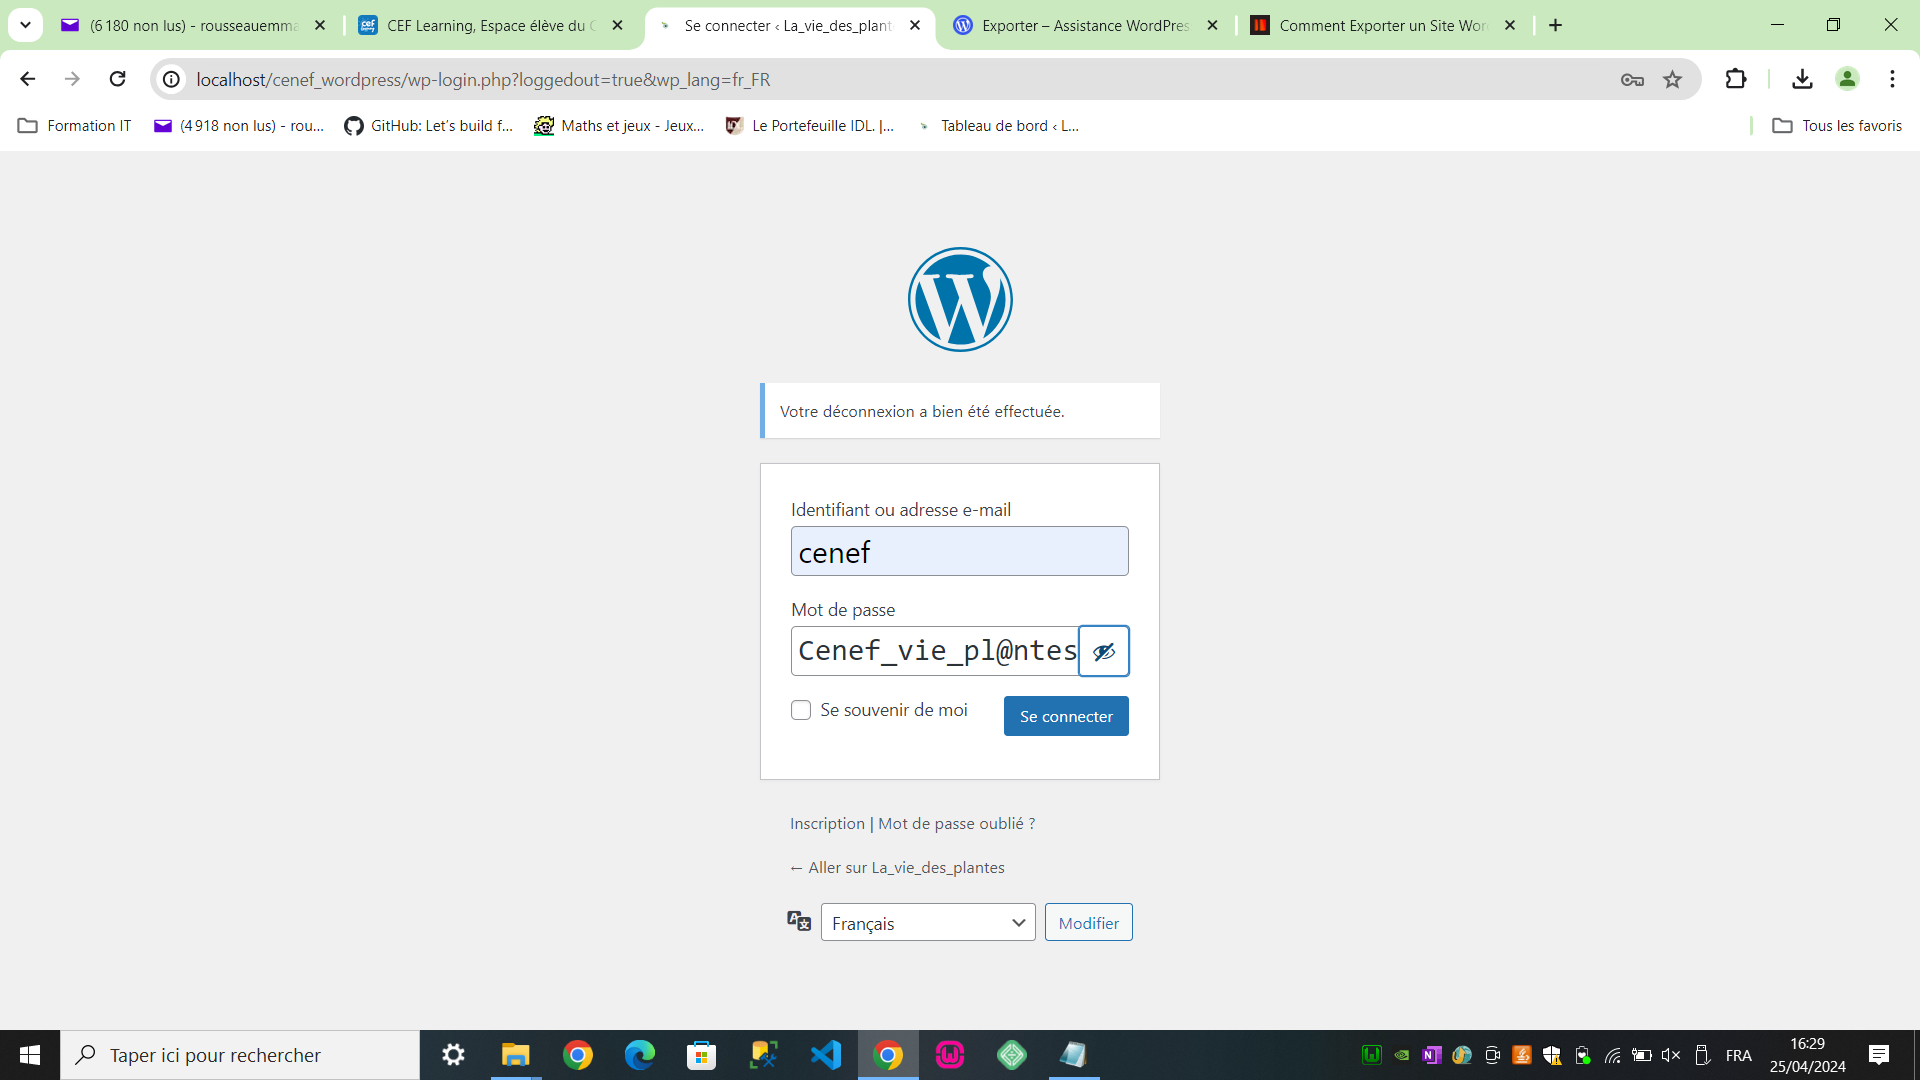 (6 180 non lus) - rousseauemma
CEF Learning, Espace élève du C
Se connecter ‹ La_vie_des_plant
Exporter – Assistance WordPres
Comment Exporter un Site Wor
localhost/cenef_wordpress/wp-login.php?loggedout=true&wp_lang=fr_FR
Formation IT
(4 918 non lus) - rou...
GitHub: Let's build f...
Maths et jeux - Jeux...
Le Portefeuille IDL. |...
Tableau de bord ‹ L...
Tous les favoris
Votre déconnexion a bien été effectuée.
Identifiant ou adresse e-mail
cenef
Mot de passe
Cenef_vie_pl@ntes
Se souvenir de moi
Se connecter
Inscription | Mot de passe oublié ?
← Aller sur La_vie_des_plantes
Français
Modifier
Taper ici pour rechercher
FRA
16:29
25/04/2024